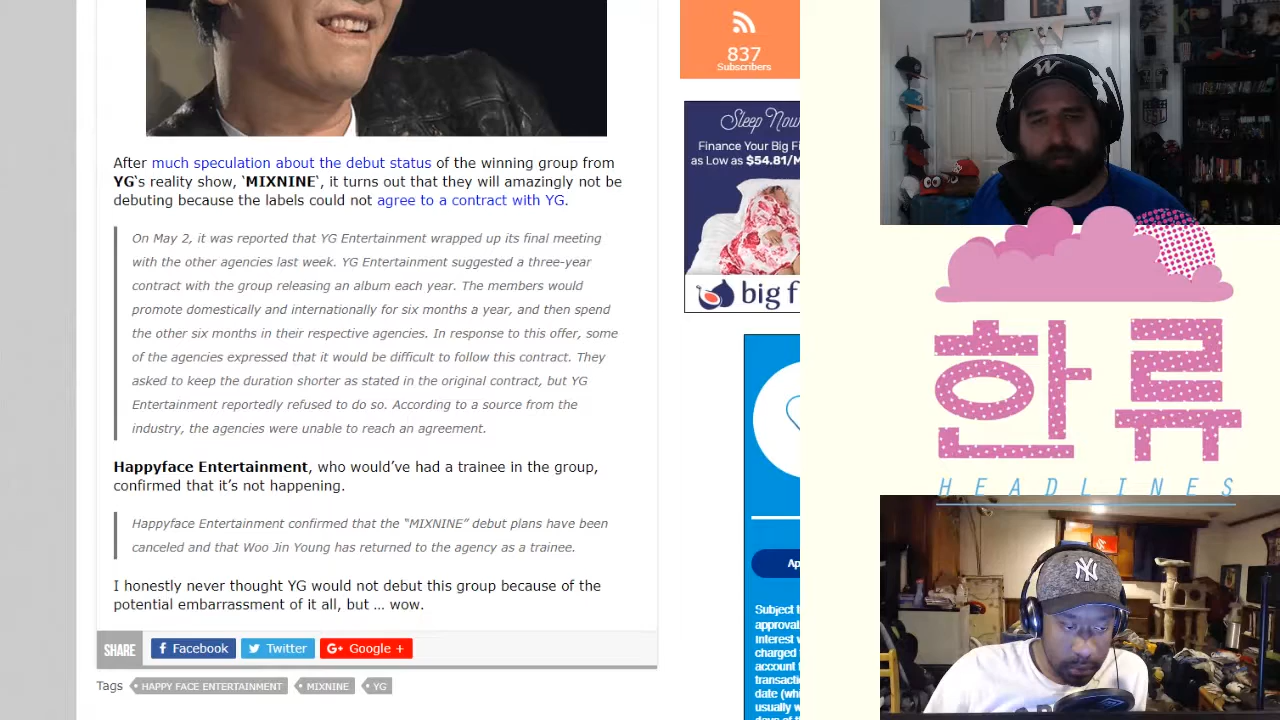 837
Subscribers
After much speculation about the debut status of the winning group from
YG‘s reality show, ‘MIXNINE‘, it turns out that they will amazingly not be
debuting because the labels could not agree to a contract with YG.
On May 2, it was reported that YG Entertainment wrapped up its final meeting
with the other agencies last week. YG Entertainment suggested a three-year
contract with the group releasing an album each year. The members would
promote domestically and internationally for six months a year, and then spend
the other six months in their respective agencies. In response to this offer, some
of the agencies expressed that it would be difficult to follow this contract. They
asked to keep the duration shorter as stated in the original contract, but YG
Entertainment reportedly refused to do so. According to a source from the
industry, the agencies were unable to reach an agreement.
Happyface Entertainment, who would’ve had a trainee in the group,
confirmed that it’s not happening.
Happyface Entertainment confirmed that the “MIXNINE” debut plans have been
canceled and that Woo Jin Young has returned to the agency as a trainee.
I honestly never thought YG would not debut this group because of the
potential embarrassment of it all, but … wow.
SHARE Facebook Twitter G+ Google +
Tags HAPPY FACE ENTERTAINMENT MIXNINE YG
Sleep Now
Finance Your Big Fi
as Low as $54.81/M
big f
Ap
Subject t
approval
Interest w
charged
account
transacti
date (whi
usually w
W
한류
HEADLINES
NY